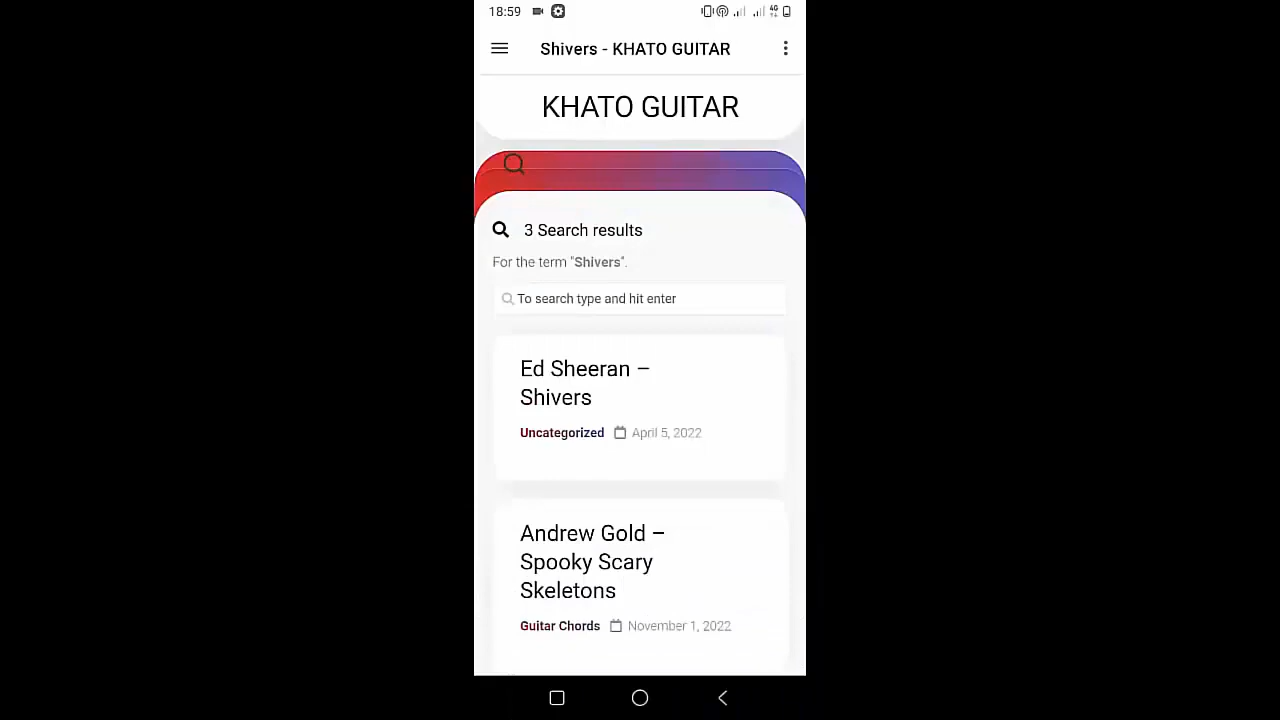 18:59
4G
Shivers - KHATO GUITAR
KHATO GUITAR
3 Search results
For the term "Shivers".
To search type and hit enter
Ed Sheeran –
Shivers
Uncategorized April 5, 2022
Andrew Gold –
Spooky Scary
Skeletons
Guitar Chords November 1, 2022